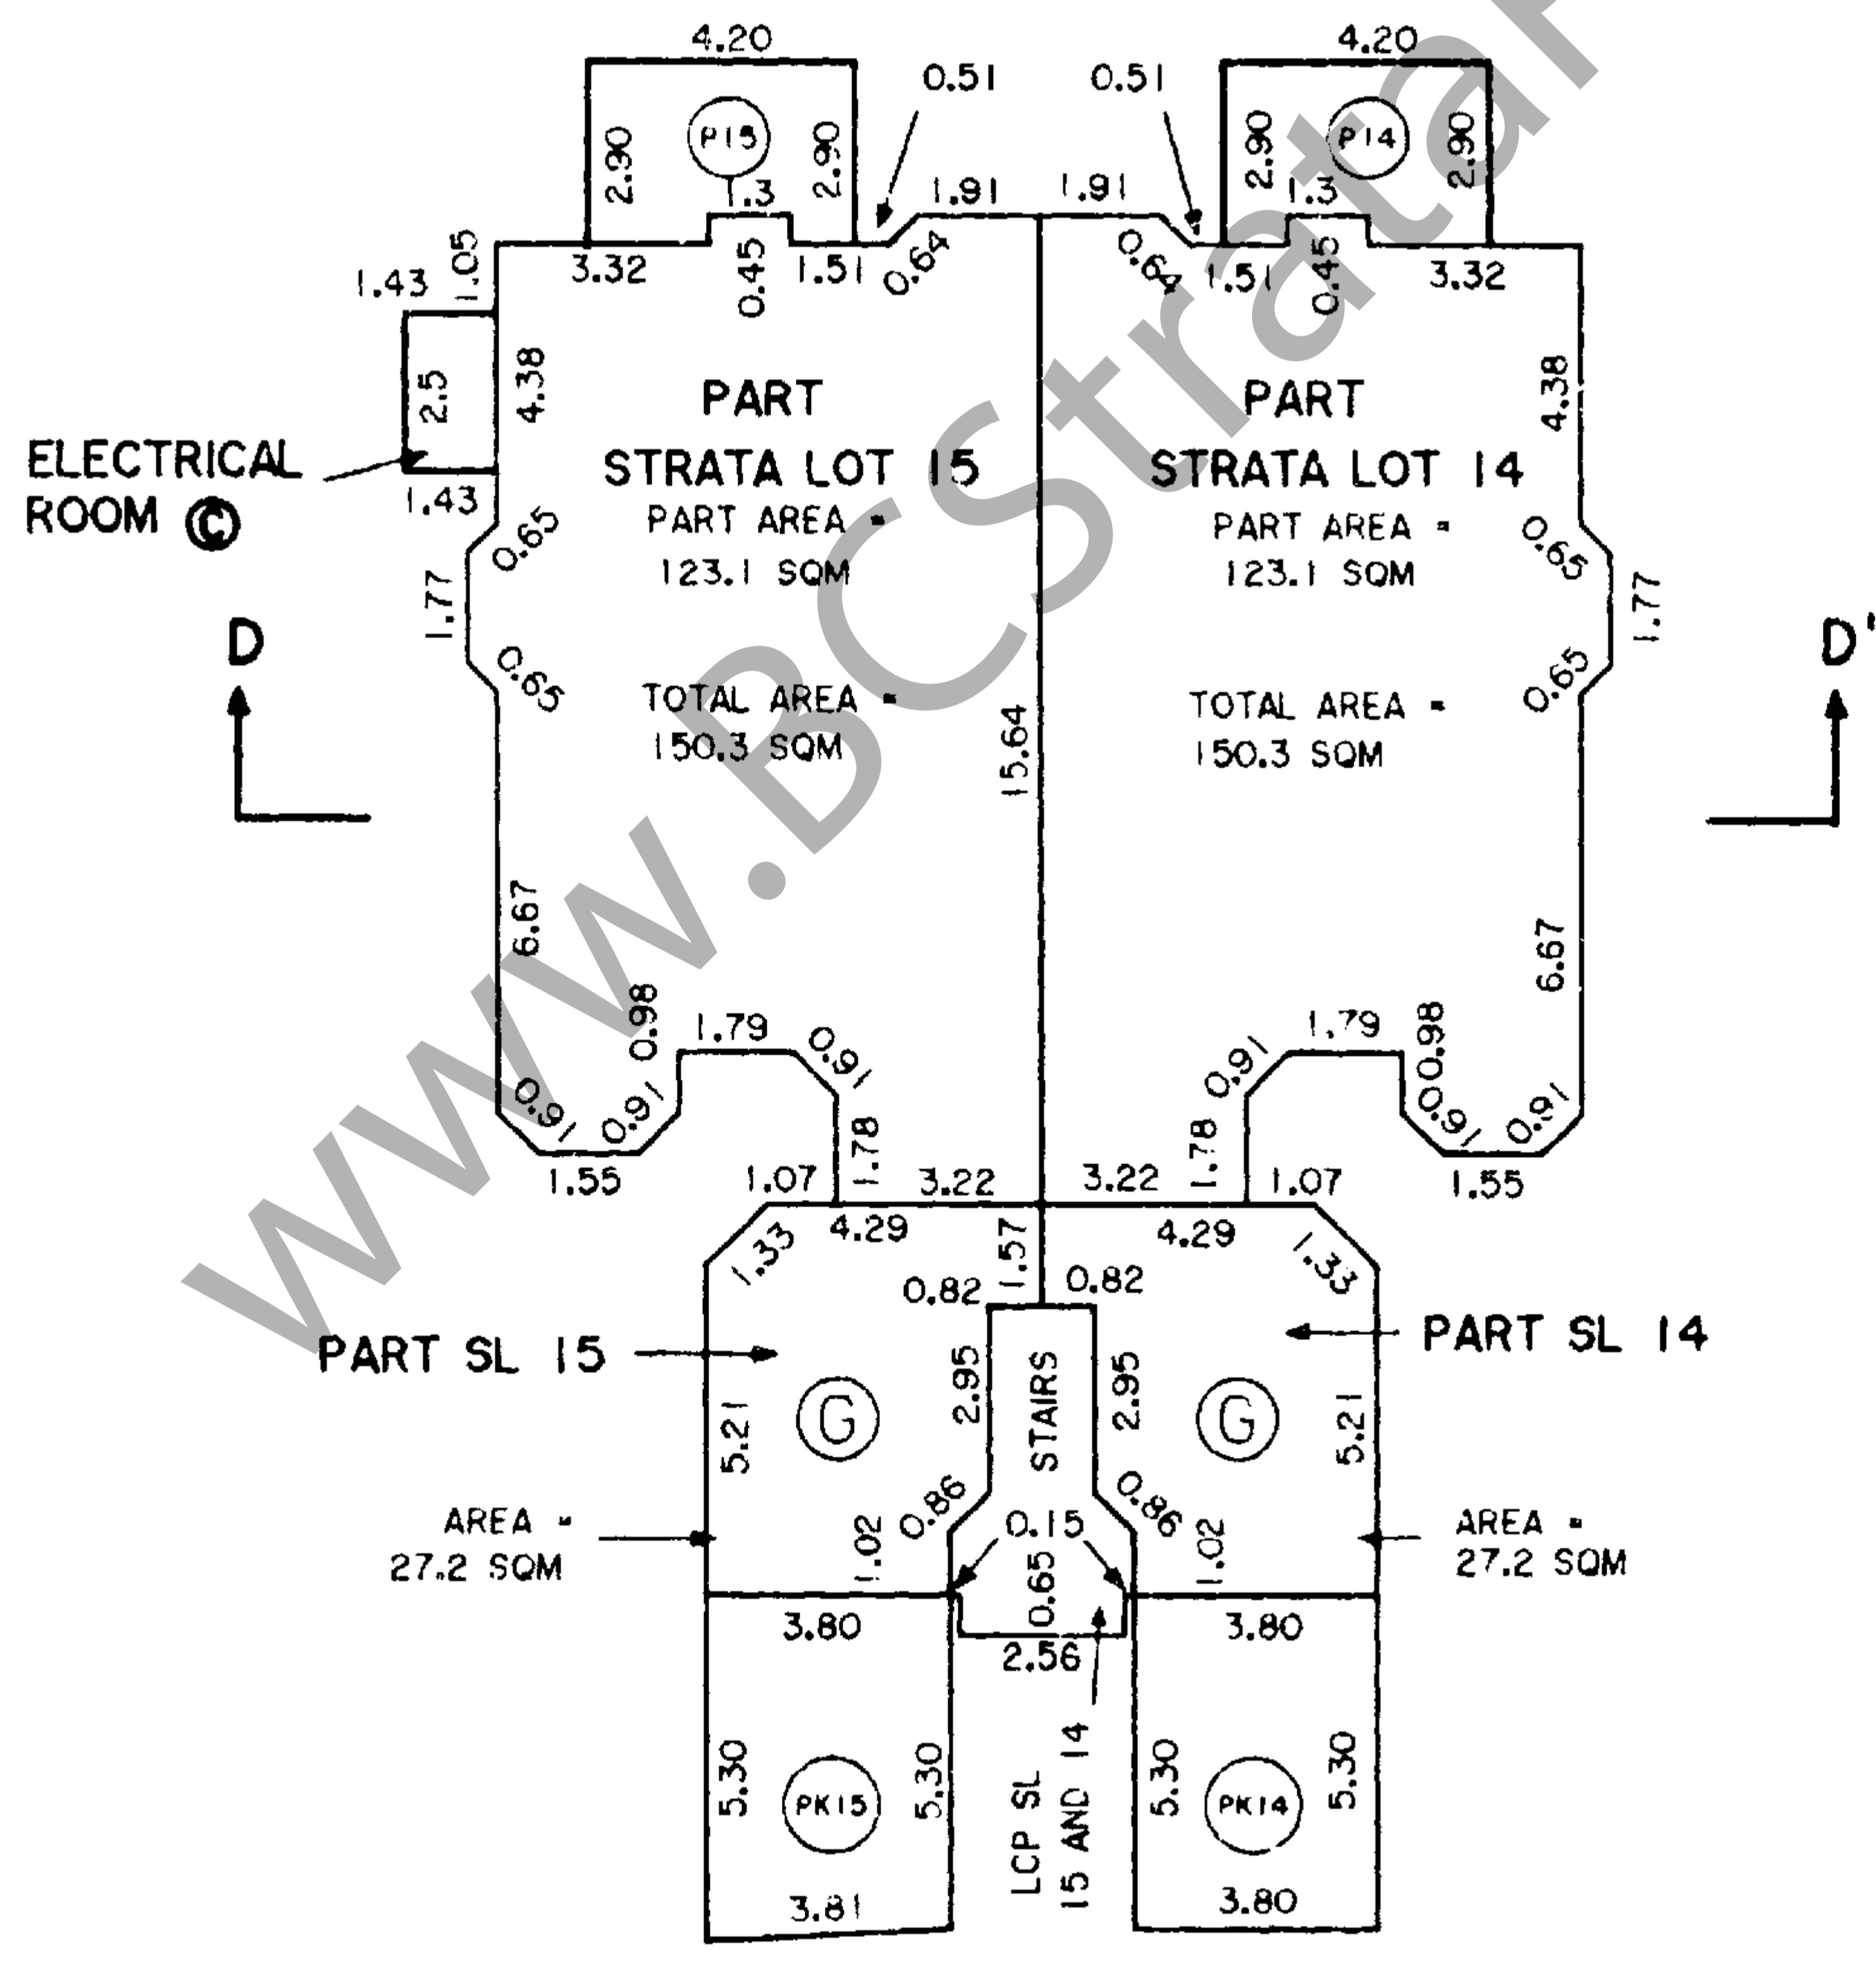 4.20
4.20
0.51
0.51
P15
P14
2.90
2.90
2.90
2.90
1.3
1.91
1.91
1.3
1.05
1.43
3.32
0.45
1.51
0.64
0.64
1.51
0.45
3.32
2.5
4.38
4.38
PART
STRATA LOT 15
PART AREA =
123.1 SQM
PART
STRATA LOT 14
PART AREA =
123.1 SQM
ELECTRICAL
ROOM ©
1.43
0.65
0.65
1.77
1.77
D
D'
0.65
0.65
TOTAL AREA =
150.3 SQM
TOTAL AREA =
150.3 SQM
15.64
6.67
6.67
0.98
1.79
0.91
0.91
1.79
0.98
0.91
0.91
0.91
0.91
1.55
1.78
1.78
1.55
1.07
3.22
3.22
1.07
1.33
4.29
1.57
4.29
1.33
0.82
0.82
PART SL 15
PART SL 14
2.95
STAIRS
2.95
G
G
5.21
5.21
0.86
0.86
AREA =
27.2 SQM
1.02
0.15
1.02
AREA =
27.2 SQM
0.65
3.80
2.56
3.80
5.30
PK15
5.30
LCP SL
15 AND 14
5.30
PK14
5.30
3.81
3.80
www.BCStrata